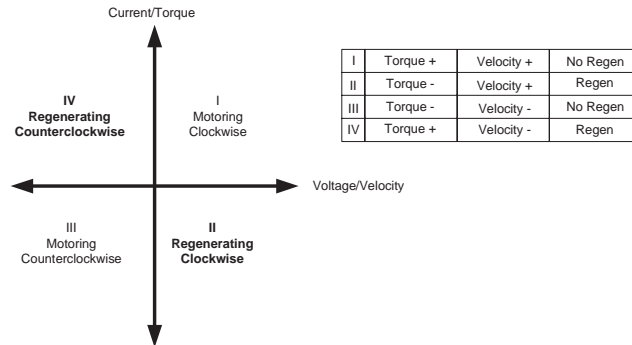 Current/Torque
IV
Regenerating
Counterclockwise
I
Motoring
Clockwise
I Torque + Velocity + No Regen
II Torque - Velocity + Regen
III Torque - Velocity - No Regen
IV Torque + Velocity - Regen
Voltage/Velocity
III
Motoring
Counterclockwise
II
Regenerating
Clockwise